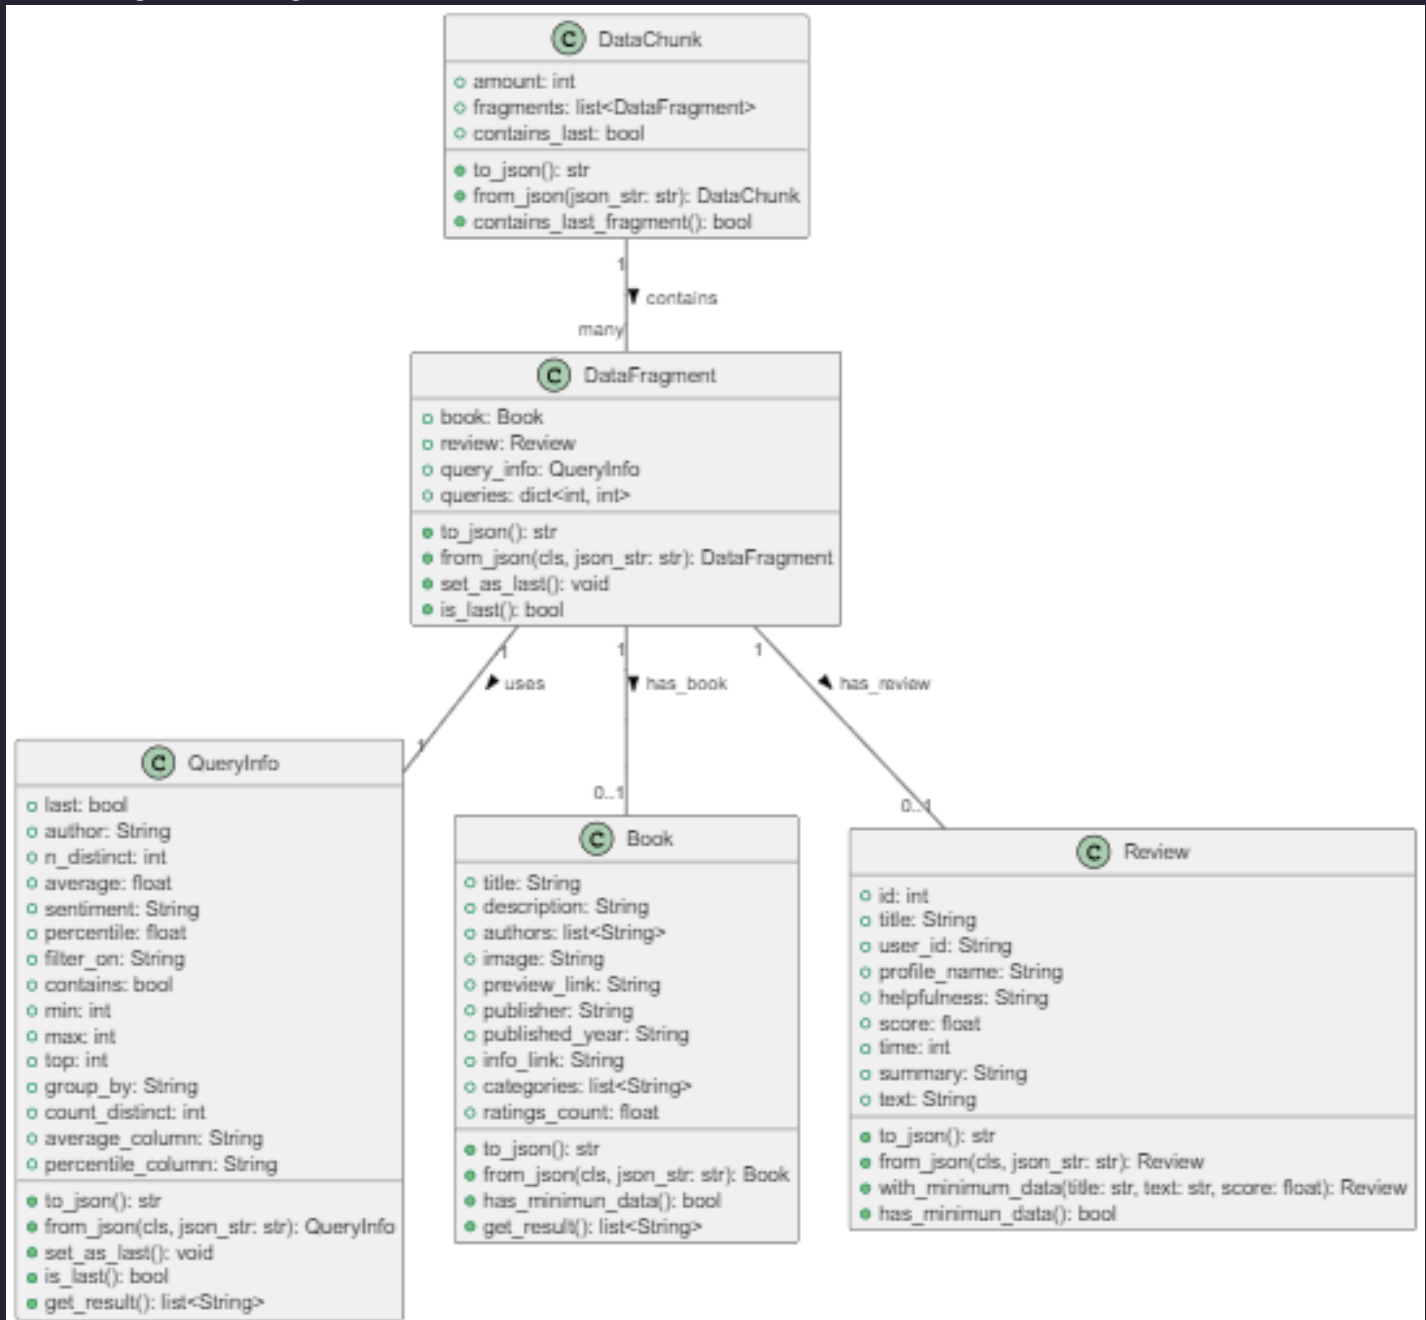 C DataChunk
amount: int
fragments: list<DataFragment>
contains_last: bool
to_json(): str
from_json(json_str: str): DataChunk
contains_last_fragment(): bool
1
contains
many
C DataFragment
book: Book
review: Review
query_info: QueryInfo
queries: dict<int, int>
to_json(): str
from_json(cls, json_str: str): DataFragment
set_as_last(): void
is_last(): bool
1
uses
1
1
has_book
0..1
1
has_review
0..1
C QueryInfo
last: bool
author: String
n_distinct: int
average: float
sentiment: String
percentile: float
filter_on: String
contains: bool
min: int
max: int
top: int
group_by: String
count_distinct: int
average_column: String
percentile_column: String
to_json(): str
from_json(cls, json_str: str): QueryInfo
set_as_last(): void
is_last(): bool
get_result(): list<String>
C Book
title: String
description: String
authors: list<String>
image: String
preview_link: String
publisher: String
published_year: String
info_link: String
categories: list<String>
ratings_count: float
to_json(): str
from_json(cls, json_str: str): Book
has_minimun_data(): bool
get_result(): list<String>
C Review
id: int
title: String
user_id: String
profile_name: String
helpfulness: String
score: float
time: int
summary: String
text: String
to_json(): str
from_json(cls, json_str: str): Review
with_minimum_data(title: str, text: str, score: float): Review
has_minimun_data(): bool